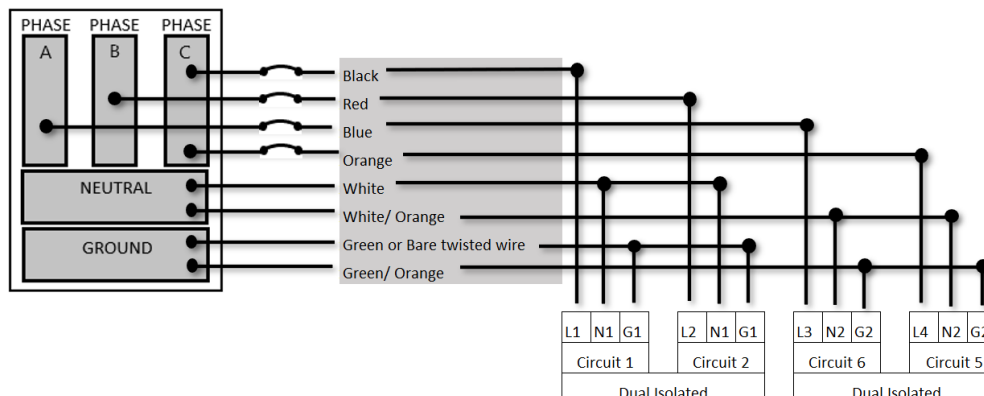 PHASE PHASE PHASE
A B C
Black
Red
Blue
Orange
NEUTRAL
White
White/ Orange
GROUND
Green or Bare twisted wire
Green/ Orange
L1 N1 G1 L2 N1 G1 L3 N2 G2 L4 N2 G2
Circuit 1 Circuit 2 Circuit 6 Circuit 5
Dual Isolated Dual Isolated